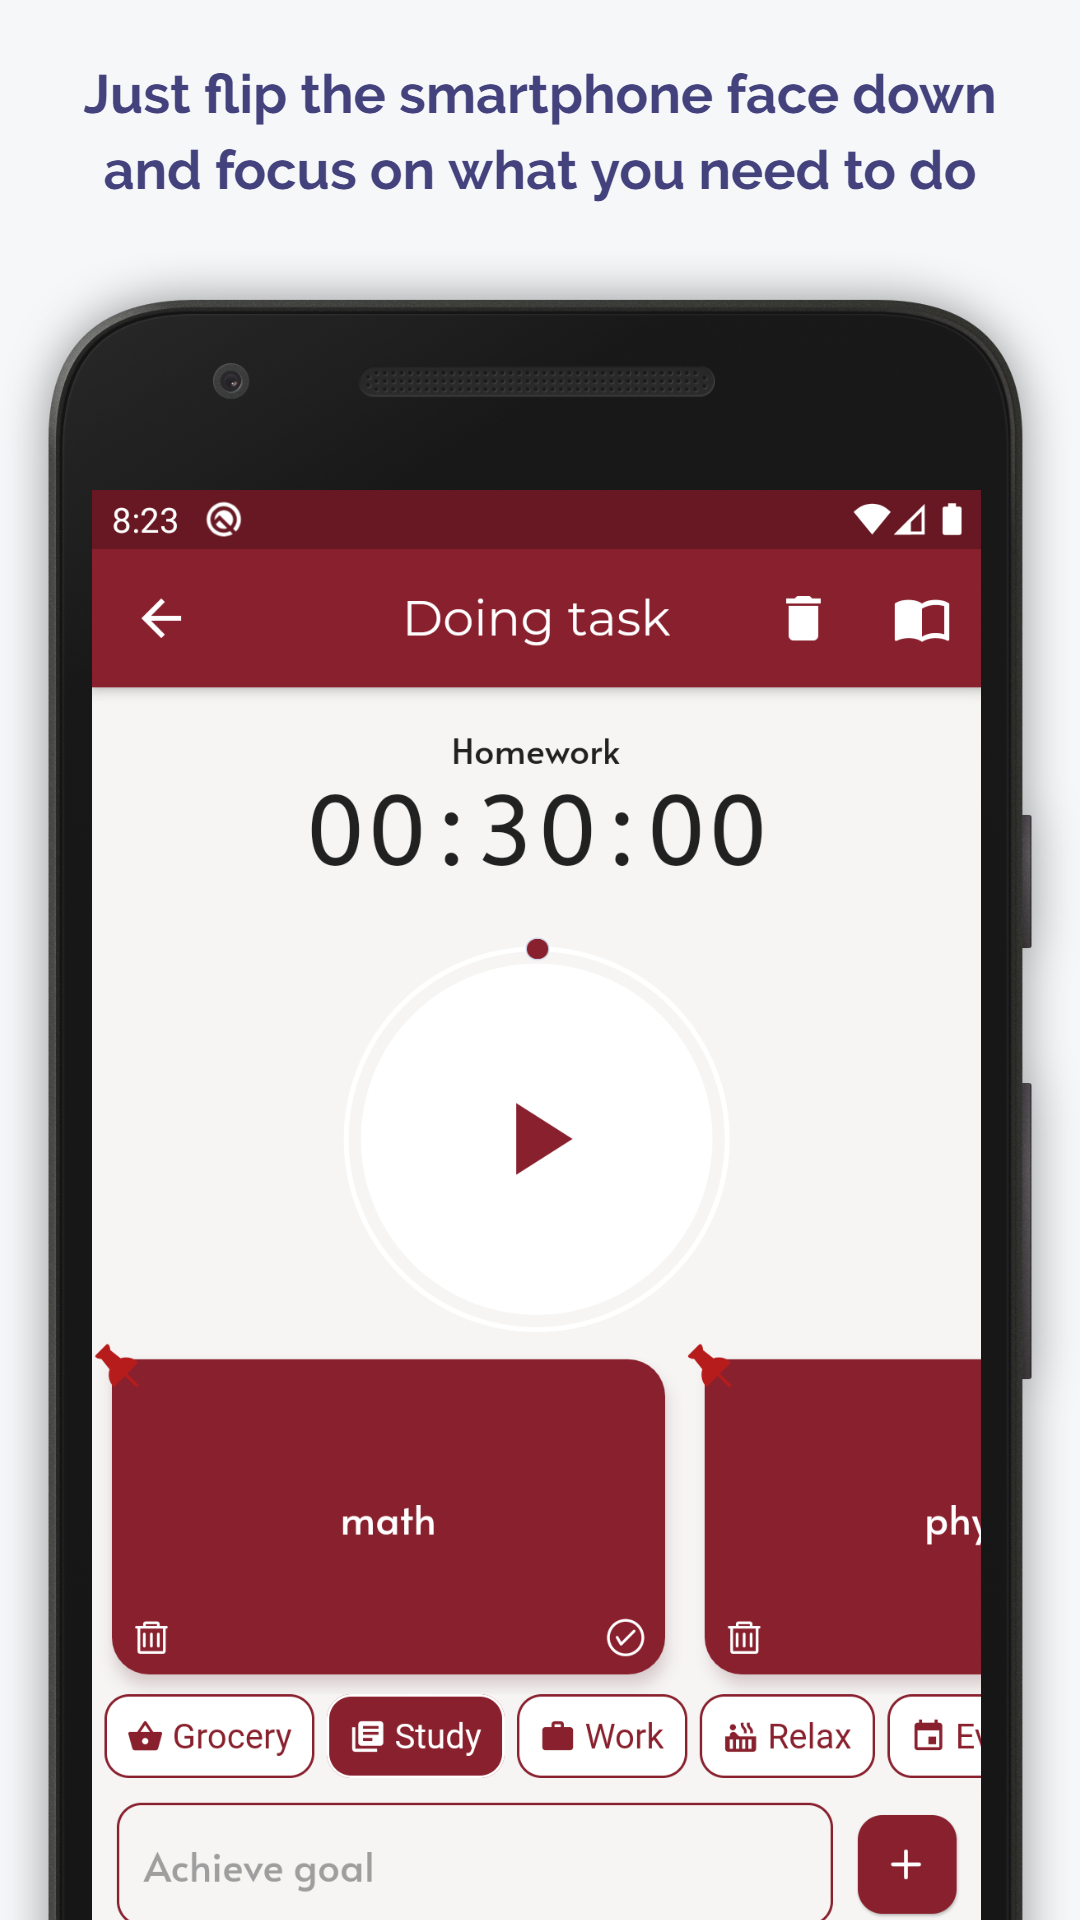 Just flip the smartphone face down
and focus on what you need to do
8:23
Doing task
Homework
00:30:00
math
phy
Grocery
Study
Work
Relax
Ev
Achieve goal